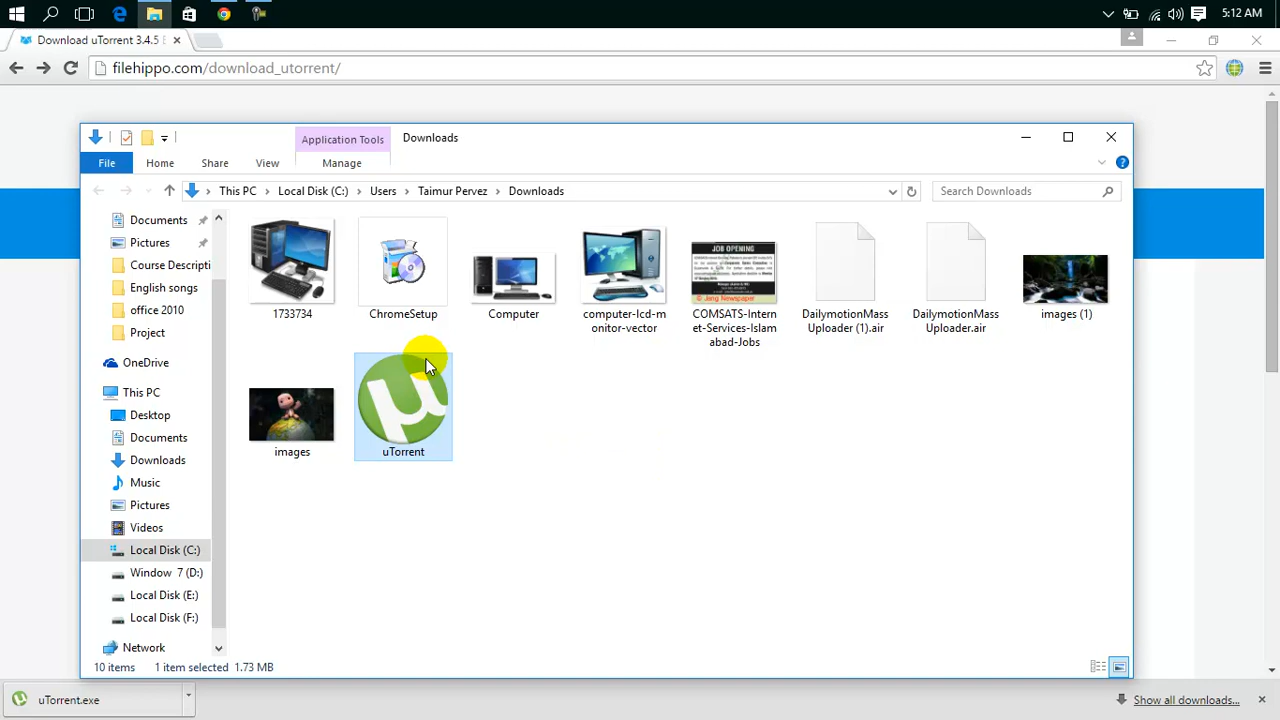 5:12 AM
Download uTorrent 3.4.5
filehippo.com/download_utorrent/
Application Tools
Downloads
File
Home
Share
View
Manage
This PC
Local Disk (C:)
Users
Taimur Pervez
Downloads
Search Downloads
Documents
Pictures
Course Descripti
English songs
office 2010
Project
OneDrive
This PC
Desktop
Documents
Downloads
Music
Pictures
Videos
Local Disk (C:)
Window 7 (D:)
Local Disk (E:)
Local Disk (F:)
Network
1733734
ChromeSetup
Computer
computer-lcd-m
onitor-vector
JOB OPENING
© Jang Newspaper
COMSATS-Intern
et-Services-Islam
abad-Jobs
DailymotionMass
Uploader (1).air
DailymotionMass
Uploader.air
images (1)
images
uTorrent
10 items
1 item selected
1.73 MB
uTorrent.exe
Show all downloads...